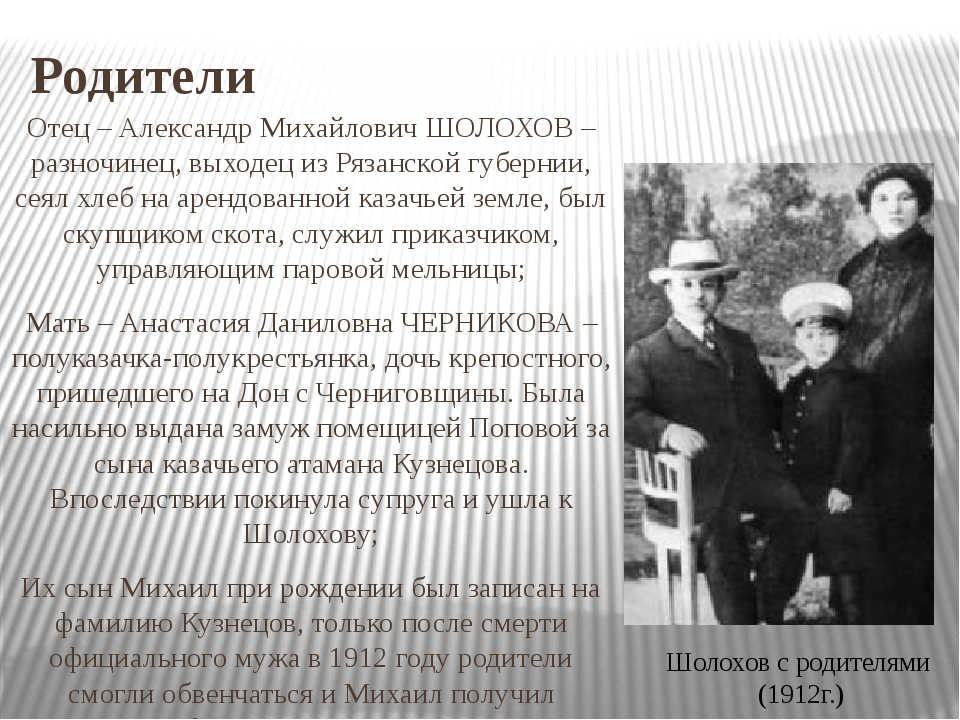 Родители
Отец – Александр Михайлович ШОЛОХОВ –
разночинец, выходец из Рязанской губернии,
сеял хлеб на арендованной казачьей земле, был
скупщиком скота, служил приказчиком,
управляющим паровой мельницы;
Мать – Анастасия Даниловна ЧЕРНИКОВА –
полуказачка-полукрестьянка, дочь крепостного,
пришедшего на Дон с Черниговщины. Была
насильно выдана замуж помещицей Поповой за
сына казачьего атамана Кузнецова.
Впоследствии покинула супруга и ушла к
Шолохову;
Их сын Михаил при рождении был записан на
фамилию Кузнецов, только после смерти
официального мужа в 1912 году родители
смогли обвенчаться и Михаил получил
Шолохов с родителями
(1912г.)